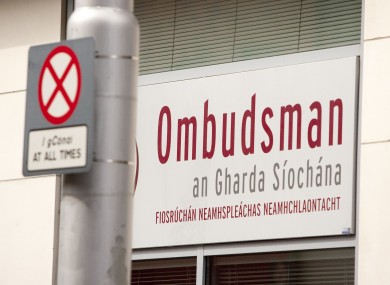 i gCónaí
AT ALL TIMES
Ombudsman
an Gharda Síochána
FIOSRÚCHÁN NEAMHSPLEÁCHAS NEAMHCHLAONTACHT